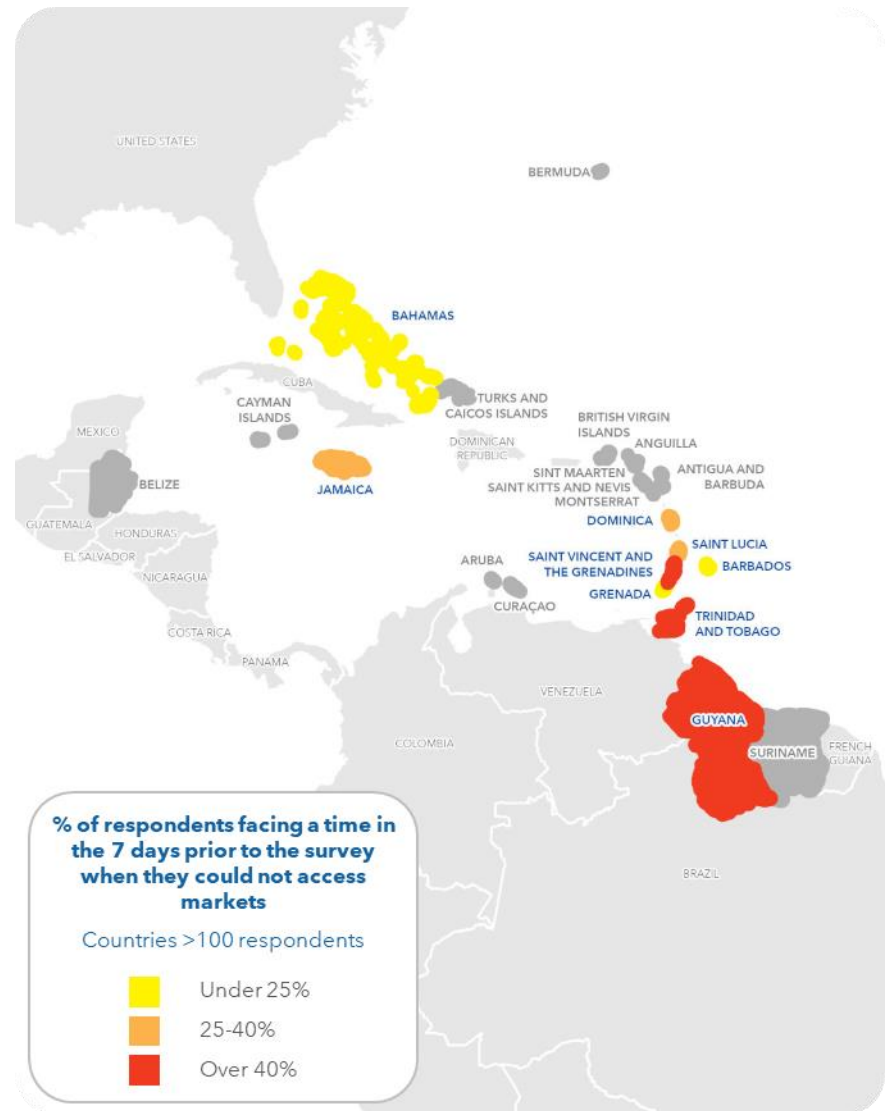 UNITED STATES
BERMUDA
BAHAMAS
CUBA
TURKS AND
CAICOS ISLANDS
CAYMAN
ISLANDS
MEXICO
DOMINICAN
REPUBLIC
BRITISH VIRGIN
ISLANDS
ANGUILLA
BELIZE
JAMAICA
SINT MAARTEN
SAINT KITTS AND NEVIS
MONTSERRAT
ANTIGUA AND
BARBUDA
GUATEMALA
HONDURAS
DOMINICA
EL SALVADOR
SAINT LUCIA
NICARAGUA
ARUBA
SAINT VINCENT AND
THE GRENADINES
BARBADOS
CURAÇAO
GRENADA
COSTA RICA
TRINIDAD
AND TOBAGO
PANAMA
VENEZUELA
GUYANA
COLOMBIA
SURINAME
FRENCH
GUIANA
BRAZIL
% of respondents facing a time in
the 7 days prior to the survey
when they could not access
markets
Countries >100 respondents
Under 25%
25-40%
Over 40%